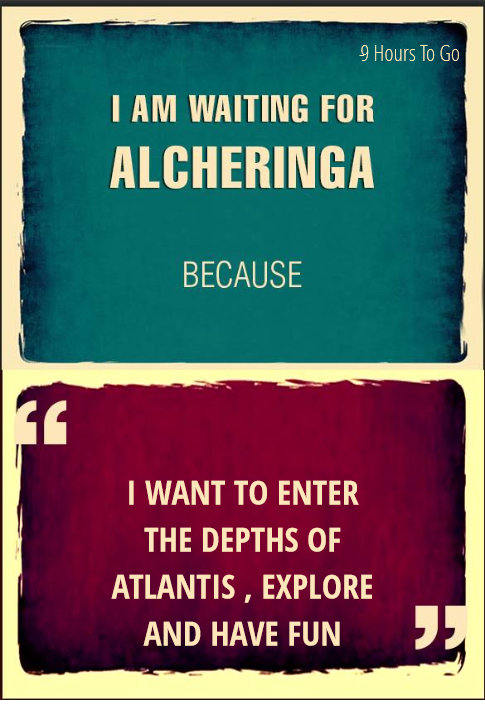 -9 Hours To Go
I AM WAITING FOR
ALCHERINGA
BECAUSE
“
I WANT TO ENTER
THE DEPTHS OF
ATLANTIS , EXPLORE
AND HAVE FUN
”